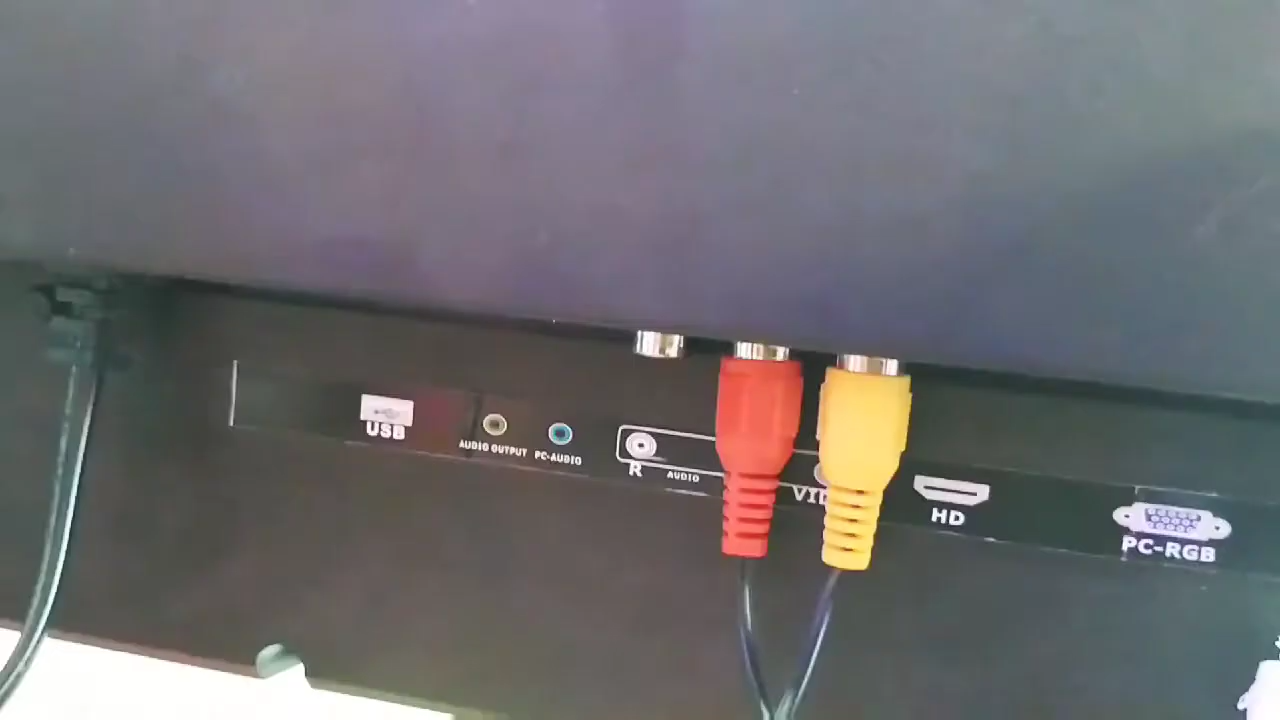 USB
AUDIO OUTPUT
PC-AUDIO
R
AUDIO
HD
PC-RGB